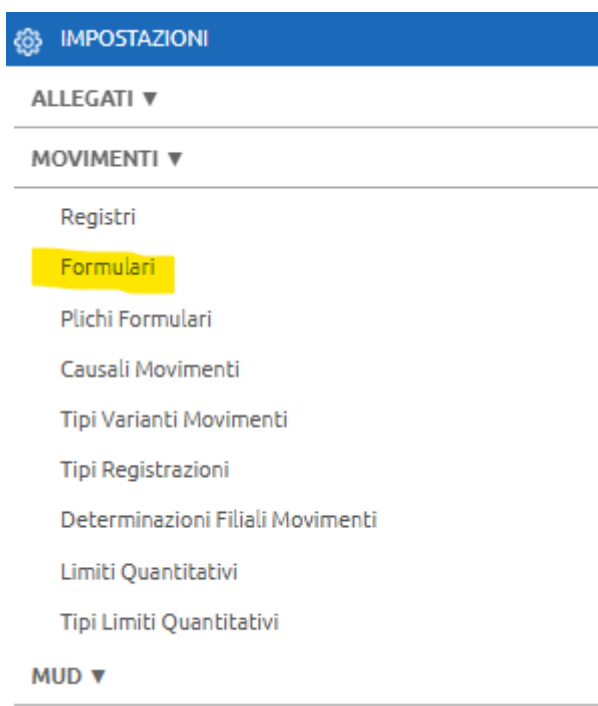 IMPOSTAZIONI
ALLEGATI ▼
MOVIMENTI ▼
Registri
Formulari
Plichi Formulari
Causali Movimenti
Tipi Varianti Movimenti
Tipi Registrazioni
Determinazioni Filiali Movimenti
Limiti Quantitativi
Tipi Limiti Quantitativi
MUD ▼